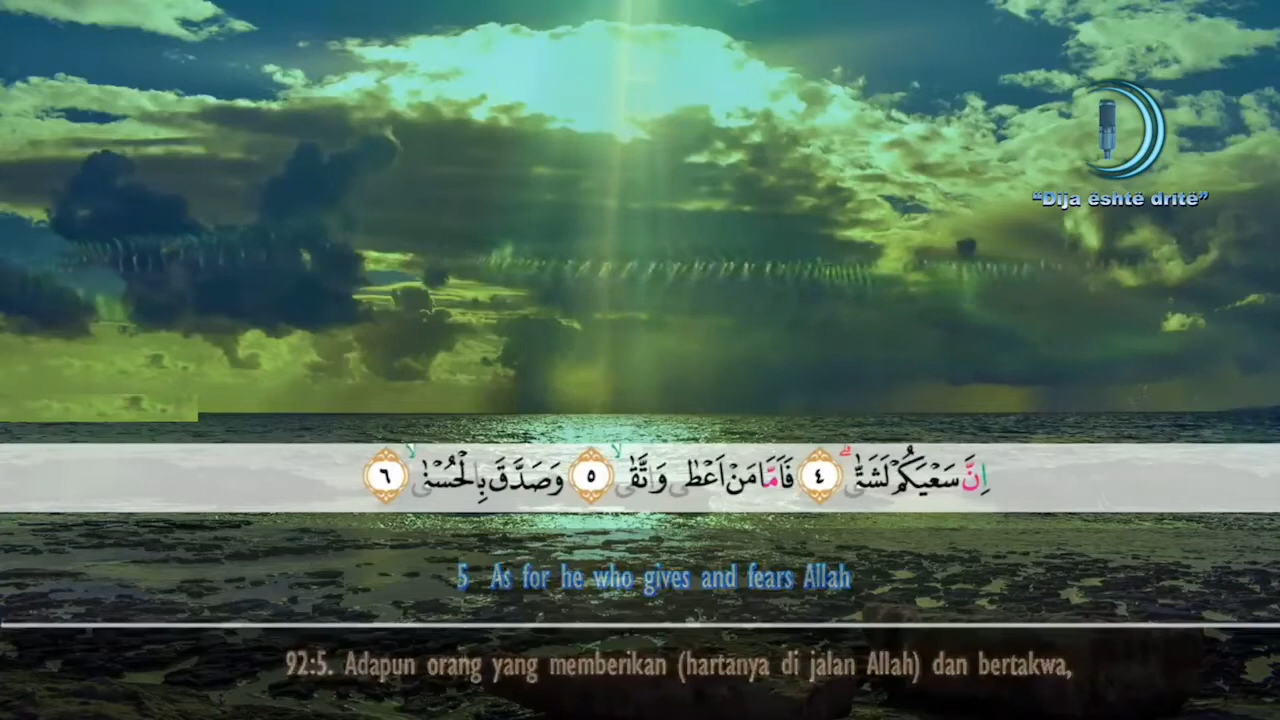 “Dija është dritë”
اِنَّ سَعْيَكُمْ لَشَتّٰىۗ ٤ فَاَمَّا مَنْ اَعْطٰى وَاتَّقٰىۙ ٥ وَصَدَّقَ بِالْحُسْنٰىۙ ٦
5 As for he who gives and fears Allah
92:5. Adapun orang yang memberikan (hartanya di jalan Allah) dan bertakwa,